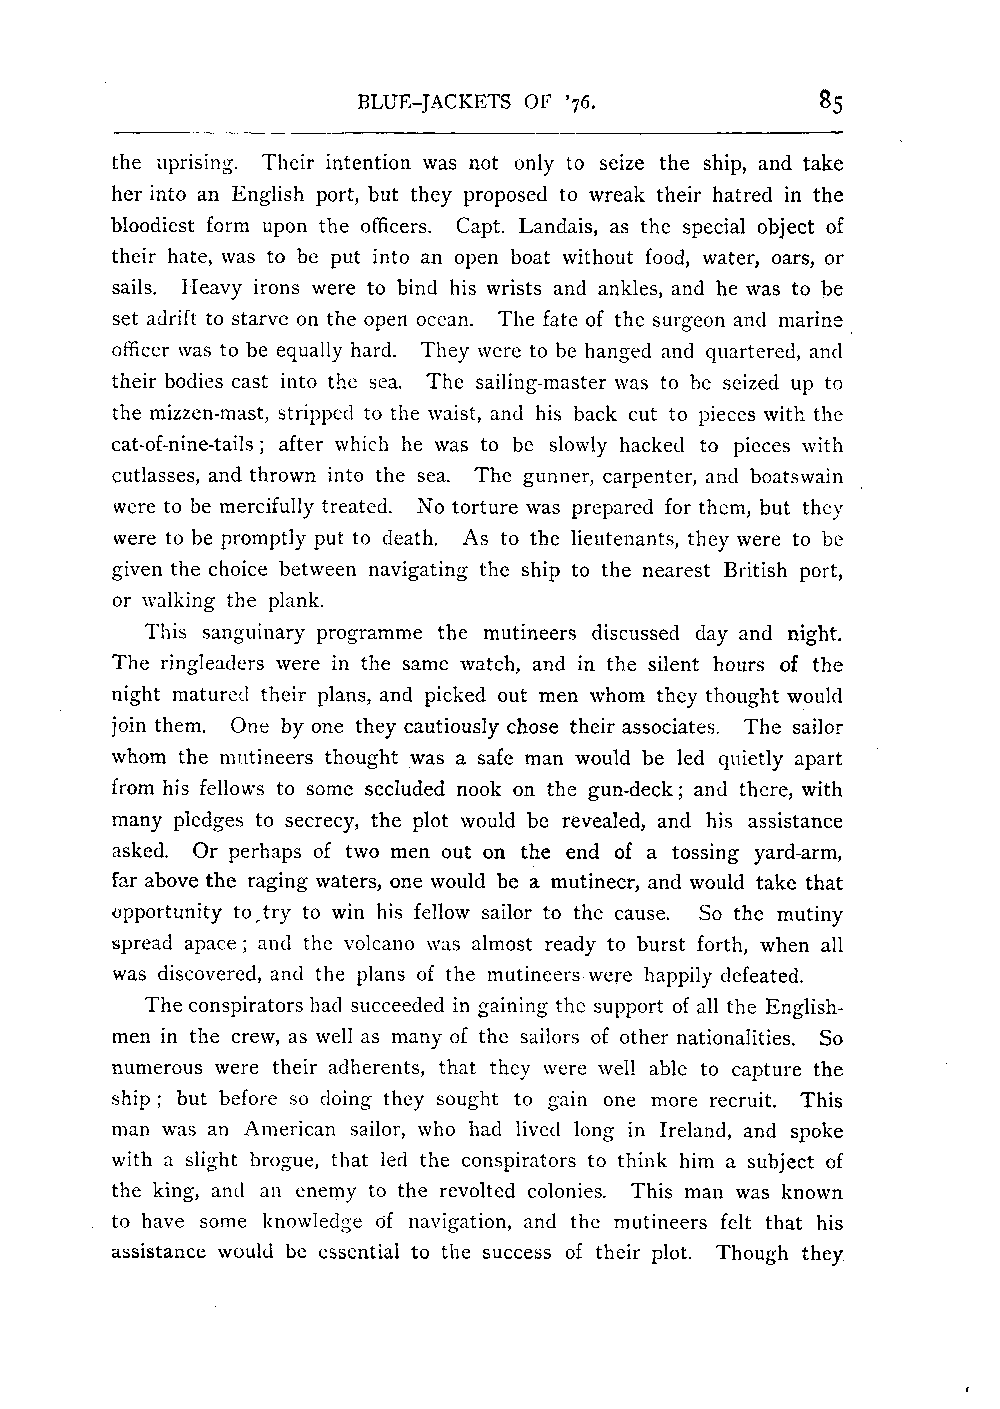 BLUE-JACKETS OF '76. 85
the uprising. Their intention was not only to seize the ship, and take
her into an English port, but they proposed to wreak their hatred in the
bloodiest form upon the officers. Capt. Landais, as the special object of
their hate, was to be put into an open boat without food, water, oars, or
sails. Heavy irons were to bind his wrists and ankles, and he was to be
set adrift to starve on the open ocean. The fate of the surgeon and marine
officer was to be equally hard. They were to be hanged and quartered, and
their bodies cast into the sea. The sailing-master was to be seized up to
the mizzen-mast, stripped to the waist, and his back cut to pieces with the
cat-of-nine-tails; after which he was to be slowly hacked to pieces with
cutlasses, and thrown into the sea. The gunner, carpenter, and boatswain
were to be mercifully treated. No torture was prepared for them, but they
were to be promptly put to death. As to the lieutenants, they were to be
given the choice between navigating the ship to the nearest British port,
or walking the plank.
This sanguinary programme the mutineers discussed day and night.
The ringleaders were in the same watch, and in the silent hours of the
night matured their plans, and picked out men whom they thought would
join them. One by one they cautiously chose their associates. The sailor
whom the mutineers thought was a safe man would be led quietly apart
from his fellows to some secluded nook on the gun-deck; and there, with
many pledges to secrecy, the plot would be revealed, and his assistance
asked. Or perhaps of two men out on the end of a tossing yard-arm,
far above the raging waters, one would be a mutineer, and would take that
opportunity to try to win his fellow sailor to the cause. So the mutiny
spread apace; and the volcano was almost ready to burst forth, when all
was discovered, and the plans of the mutineers were happily defeated.
The conspirators had succeeded in gaining the support of all the English-
men in the crew, as well as many of the sailors of other nationalities. So
numerous were their adherents, that they were well able to capture the
ship; but before so doing they sought to gain one more recruit. This
man was an American sailor, who had lived long in Ireland, and spoke
with a slight brogue, that led the conspirators to think him a subject of
the king, and an enemy to the revolted colonies. This man was known
to have some knowledge of navigation, and the mutineers felt that his
assistance would be essential to the success of their plot. Though they